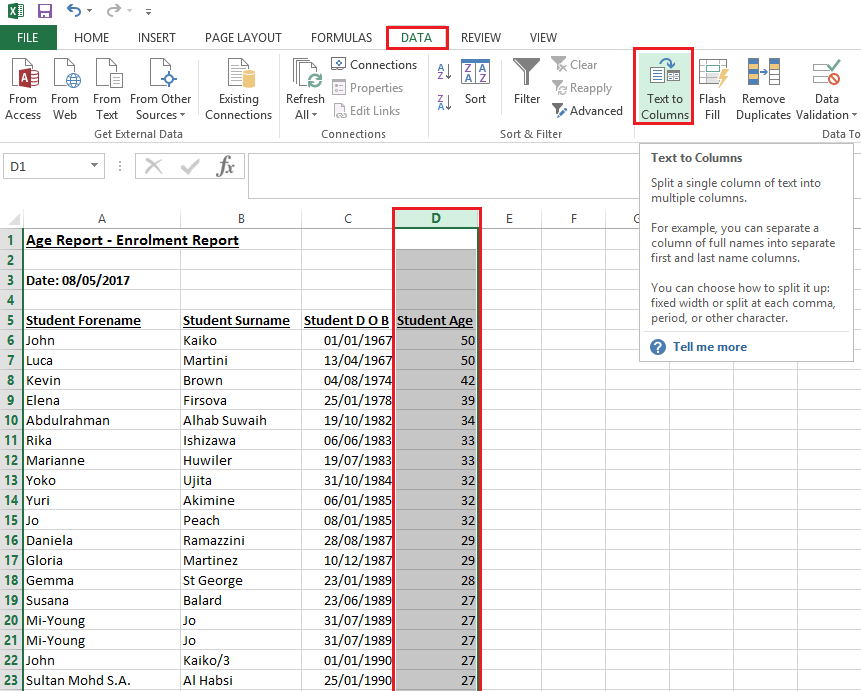 FILE HOME INSERT PAGE LAYOUT FORMULAS DATA REVIEW VIEW
From Access
From Web
From Text
From Other Sources
Get External Data
Existing Connections
Refresh All
Connections
Properties
Edit Links
Connections
Sort
Filter
Clear
Reapply
Advanced
Sort & Filter
Text to Columns
Flash Fill
Remove Duplicates
Data Validation
Data To
D1 fx
Text to Columns
Split a single column of text into
multiple columns.
For example, you can separate a
column of full names into separate
first and last name columns.
You can choose how to split it up:
fixed width or split at each comma,
period, or other character.
? Tell me more
A B C D E F G
1 Age Report - Enrolment Report
2
3 Date: 08/05/2017
4
5 Student Forename Student Surname Student D O B Student Age
6 John Kaiko 01/01/1967 50
7 Luca Martini 13/04/1967 50
8 Kevin Brown 04/08/1974 42
9 Elena Firsova 25/01/1978 39
10 Abdulrahman Alhab Suwaih 19/10/1982 34
11 Rika Ishizawa 06/06/1983 33
12 Marianne Huwiler 19/07/1983 33
13 Yoko Ujita 31/10/1984 32
14 Yuri Akimine 06/01/1985 32
15 Jo Peach 08/01/1985 32
16 Daniela Ramazzini 28/08/1987 29
17 Gloria Martinez 10/12/1987 29
18 Gemma St George 23/01/1989 28
19 Susana Balard 23/06/1989 27
20 Mi-Young Jo 31/07/1989 27
21 Mi-Young Jo 31/07/1989 27
22 John Kaiko/3 01/01/1990 27
23 Sultan Mohd S.A. Al Habsi 25/01/1990 27